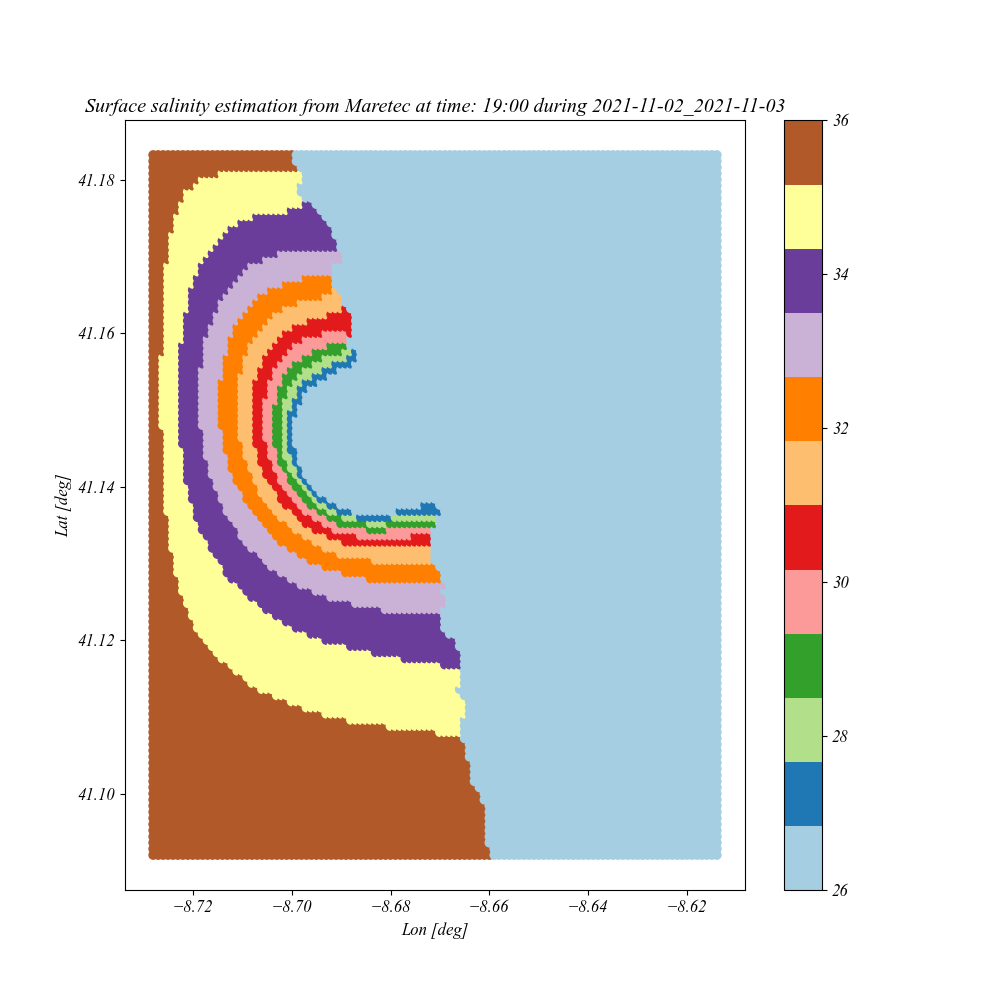 Surface salinity estimation from Maretec at time: 19:00 during 2021-11-02_2021-11-03
36
34
32
30
28
26
41.18
41.16
41.14
41.12
41.10
Lat [deg]
−8.72 −8.70 −8.68 −8.66 −8.64 −8.62
Lon [deg]